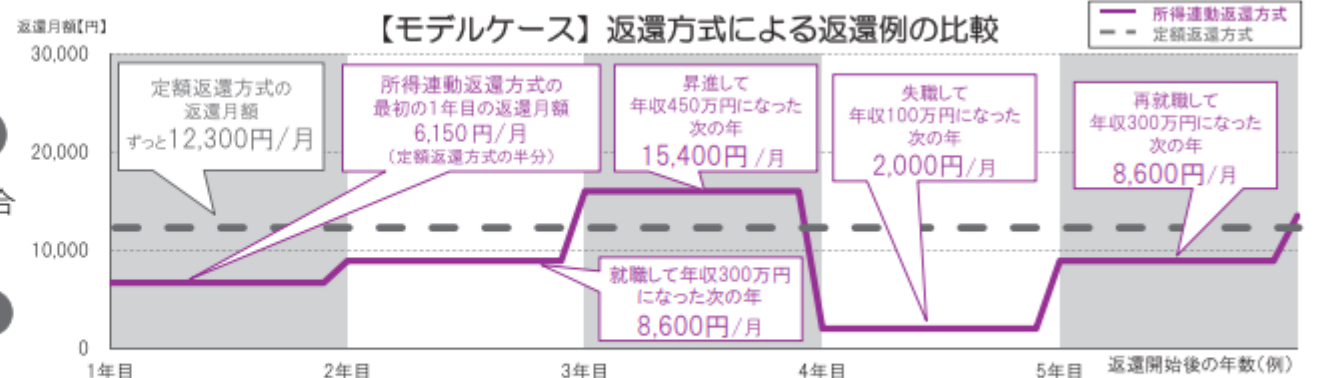 返還月額【円】
【モデルケース】返還方式による返還例の比較
所得連動返還方式
定額返還方式
30,000
20,000
10,000
0
定額返還方式の
返還月額
ずっと12,300円/月
所得連動返還方式の
最初の1年目の返還月額
6,150円/月
(定額返還方式の半分)
昇進して
年収450万円になった
次の年
15,400円/月
失職して
年収100万円になった
次の年
2,000円/月
再就職して
年収300万円になった
次の年
8,600円/月
就職して年収300万円
になった次の年
8,600円/月
合
1年目
2年目
3年目
4年目
5年目
返還開始後の年数(例)